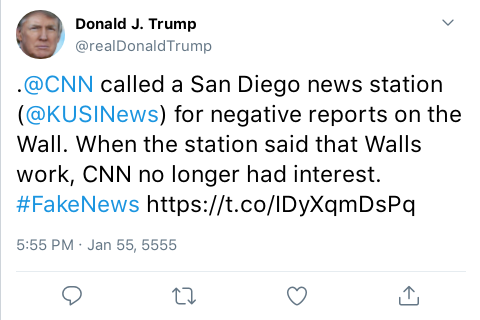 Donald J. Trump
@realDonaldTrump
.@CNN called a San Diego news station
(@KUSINews) for negative reports on the
Wall. When the station said that Walls
work, CNN no longer had interest.
#FakeNews https://t.co/IDyXqmDsPq
5:55 PM · Jan 55, 5555